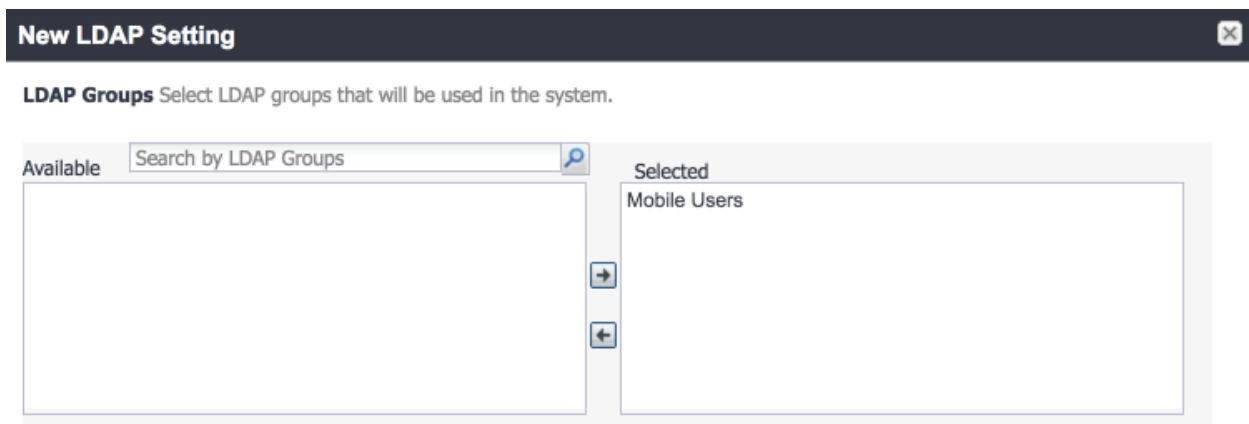 New LDAP Setting
LDAP Groups Select LDAP groups that will be used in the system.
Available
Search by LDAP Groups
Selected
Mobile Users